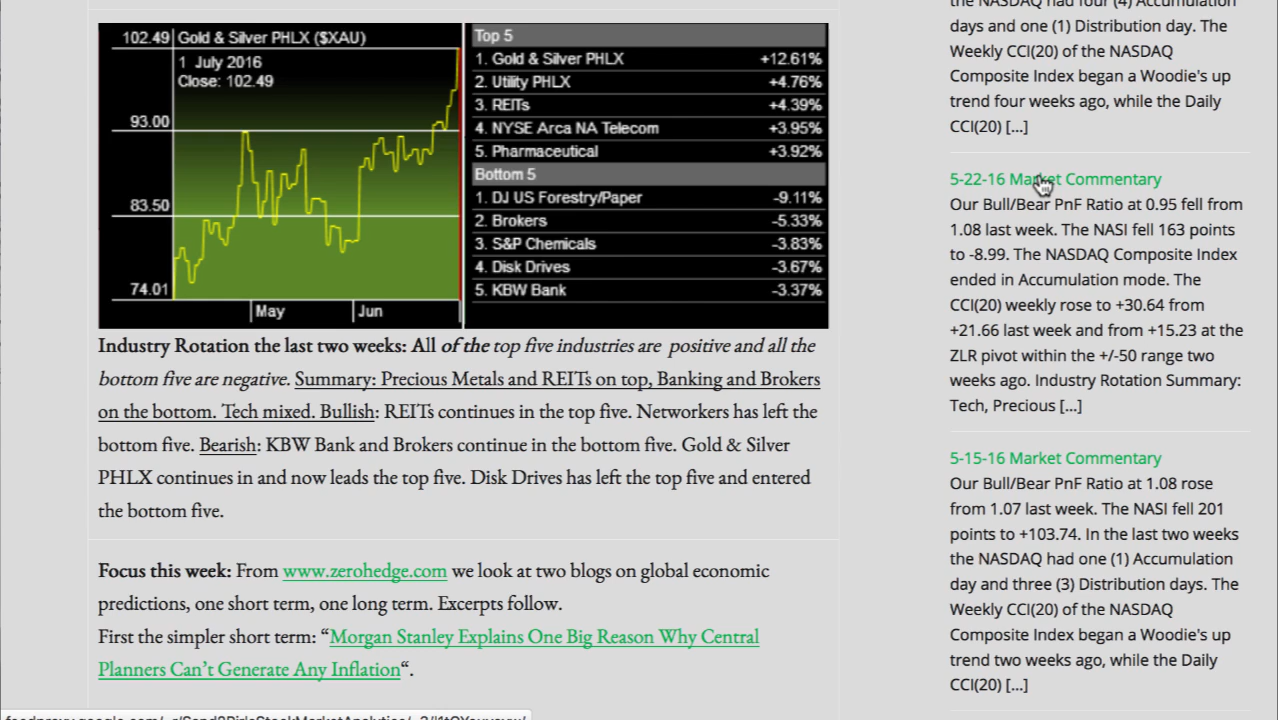 102.49 Gold & Silver PHLX ($XAU)
1 July 2016
Close: 102.49
93.00
83.50
74.01
May
Jun
Top 5
1. Gold & Silver PHLX +12.61%
2. Utility PHLX +4.76%
3. REITs +4.39%
4. NYSE Arca NA Telecom +3.95%
5. Pharmaceutical +3.92%
Bottom 5
1. DJ US Forestry/Paper -9.11%
2. Brokers -5.33%
3. S&P Chemicals -3.83%
4. Disk Drives -3.67%
5. KBW Bank -3.37%
Industry Rotation the last two weeks: All of the top five industries are positive and all the
bottom five are negative. Summary: Precious Metals and REITs on top, Banking and Brokers
on the bottom. Tech mixed. Bullish: REITs continues in the top five. Networkers has left the
bottom five. Bearish: KBW Bank and Brokers continue in the bottom five. Gold & Silver
PHLX continues in and now leads the top five. Disk Drives has left the top five and entered
the bottom five.
Focus this week: From www.zerohedge.com we look at two blogs on global economic
predictions, one short term, one long term. Excerpts follow.
First the simpler short term: “Morgan Stanley Explains One Big Reason Why Central
Planners Can’t Generate Any Inflation“.
the NASDAQ had four (4) Accumulation
days and one (1) Distribution day. The
Weekly CCI(20) of the NASDAQ
Composite Index began a Woodie's up
trend four weeks ago, while the Daily
CCI(20) [...]
5-22-16 Market Commentary
Our Bull/Bear PnF Ratio at 0.95 fell from
1.08 last week. The NASI fell 163 points
to -8.99. The NASDAQ Composite Index
ended in Accumulation mode. The
CCI(20) weekly rose to +30.64 from
+21.66 last week and from +15.23 at the
ZLR pivot within the +/-50 range two
weeks ago. Industry Rotation Summary:
Tech, Precious [...]
5-15-16 Market Commentary
Our Bull/Bear PnF Ratio at 1.08 rose
from 1.07 last week. The NASI fell 201
points to +103.74. In the last two weeks
the NASDAQ had one (1) Accumulation
day and three (3) Distribution days. The
Weekly CCI(20) of the NASDAQ
Composite Index began a Woodie's up
trend two weeks ago, while the Daily
CCI(20) [...]